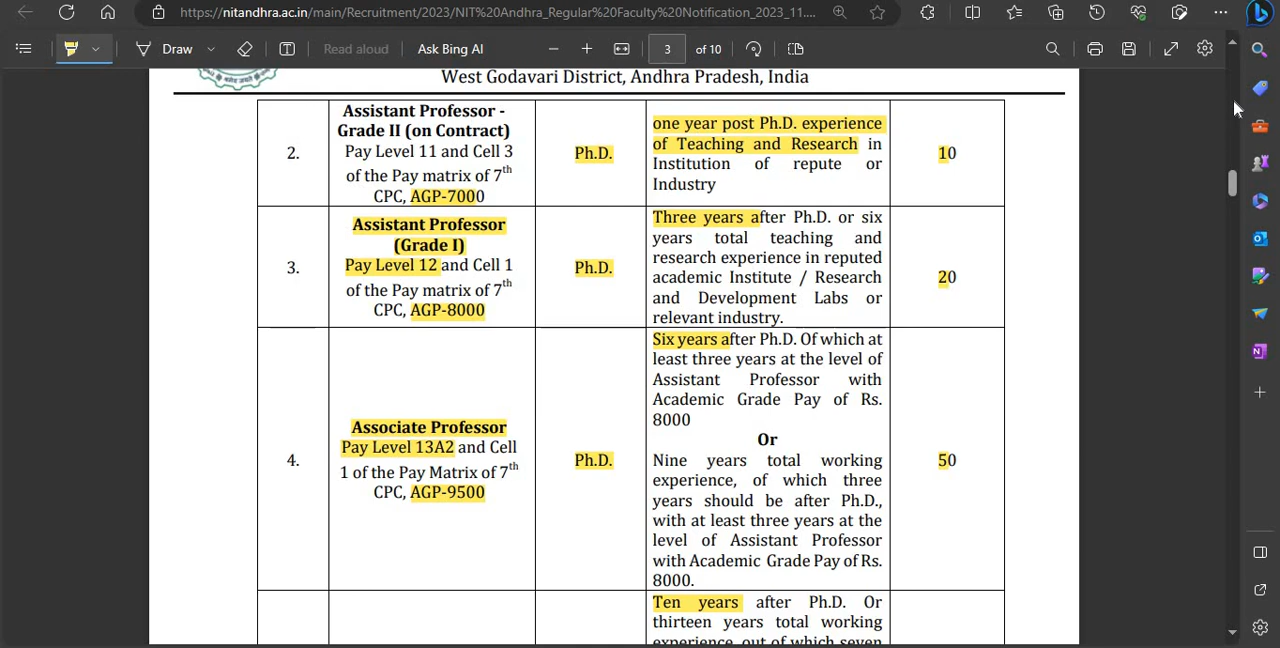 https://nitandhra.ac.in/main/Recruitment/2023/NIT%20Andhra_Regular%20Faculty%20Notification_2023_11....
Draw
Read aloud
Ask Bing AI
3
of 10
West Godavari District, Andhra Pradesh, India
2.
Assistant Professor -
Grade II (on Contract)
Pay Level 11 and Cell 3
of the Pay matrix of 7th
CPC, AGP-7000
Ph.D.
one year post Ph.D. experience
of Teaching and Research in
Institution of repute or
Industry
10
3.
Assistant Professor
(Grade I)
Pay Level 12 and Cell 1
of the Pay matrix of 7th
CPC, AGP-8000
Ph.D.
Three years after Ph.D. or six
years total teaching and
research experience in reputed
academic Institute / Research
and Development Labs or
relevant industry.
20
4.
Associate Professor
Pay Level 13A2 and Cell
1 of the Pay Matrix of 7th
CPC, AGP-9500
Ph.D.
Six years after Ph.D. Of which at
least three years at the level of
Assistant Professor with
Academic Grade Pay of Rs.
8000
Or
Nine years total working
experience, of which three
years should be after Ph.D.,
with at least three years at the
level of Assistant Professor
with Academic Grade Pay of Rs.
8000.
50
Ten years after Ph.D. Or
thirteen years total working
experience, out of which seven